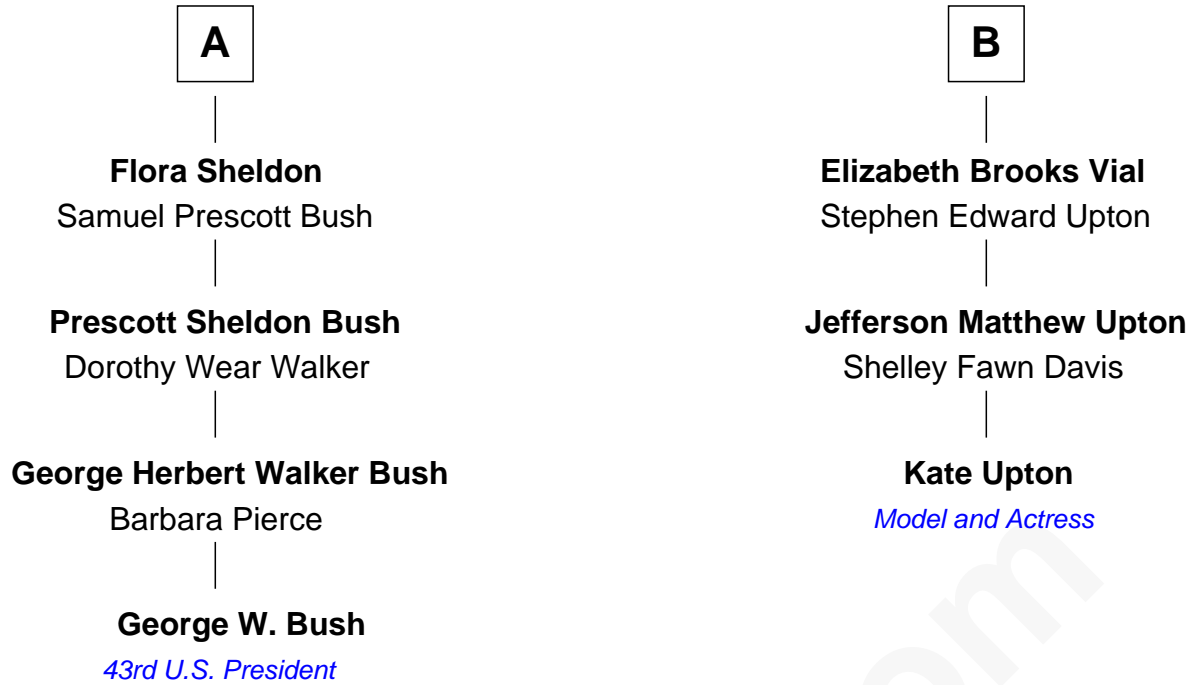 A
Flora Sheldon
Samuel Prescott Bush
Prescott Sheldon Bush
Dorothy Wear Walker
George Herbert Walker Bush
Barbara Pierce
George W. Bush
43rd U.S. President
B
Elizabeth Brooks Vial
Stephen Edward Upton
Jefferson Matthew Upton
Shelley Fawn Davis
Kate Upton
Model and Actress
om